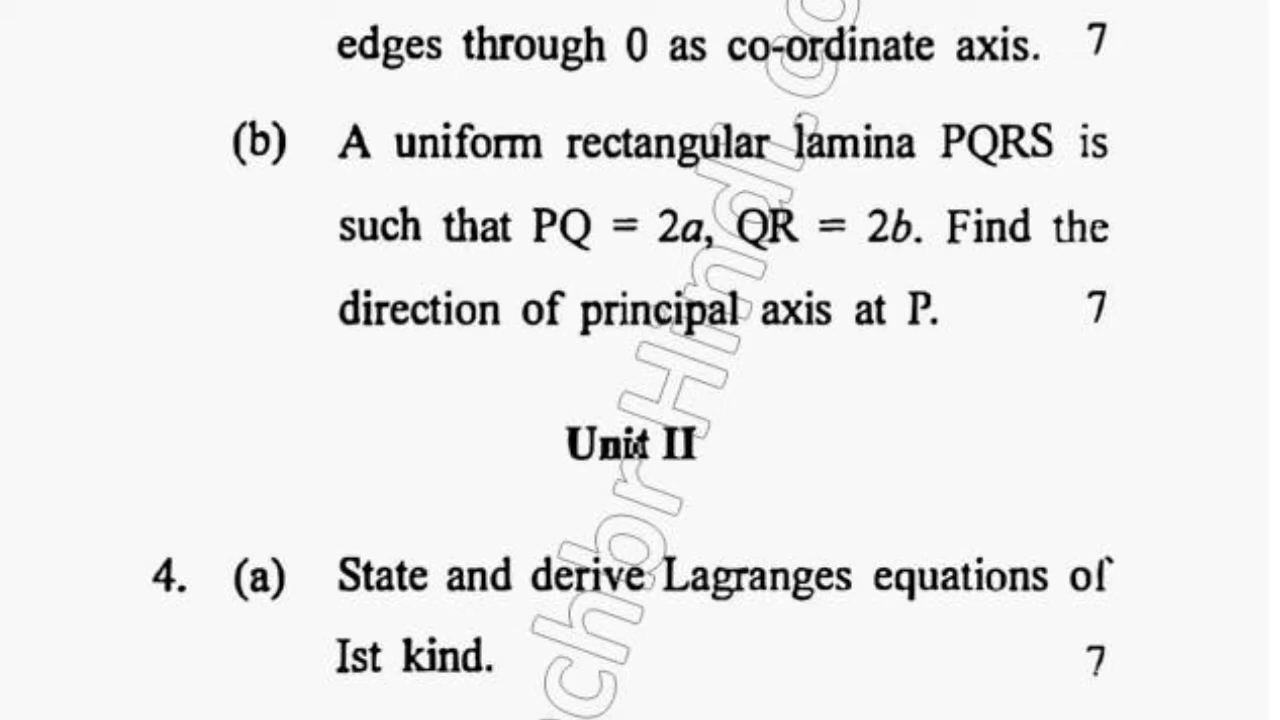 edges through 0 as co-ordinate axis. 7
(b) A uniform rectangular lamina PQRS is
such that PQ = 2a, QR = 2b. Find the
direction of principal axis at P. 7
Unit II
4. (a) State and derive Lagranges equations of
Ist kind. 7